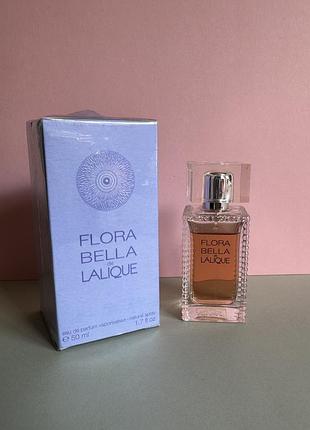 FLORA
BELLA
de
LALIQUE
eau de parfum vaporisateur - natural spray
℮ 50 ml 1.7 fl.oz
FLORA
BELLA
de
LALIQUE